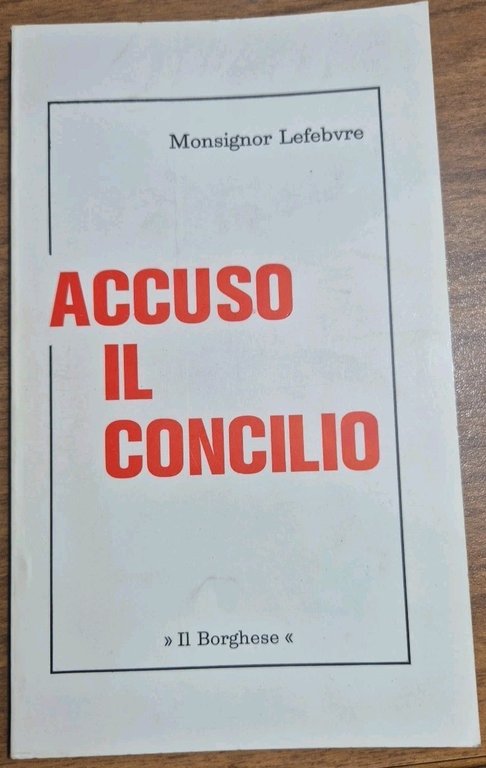 Monsignor Lefebvre
ACCUSO
IL
CONCILIO
» Il Borghese «